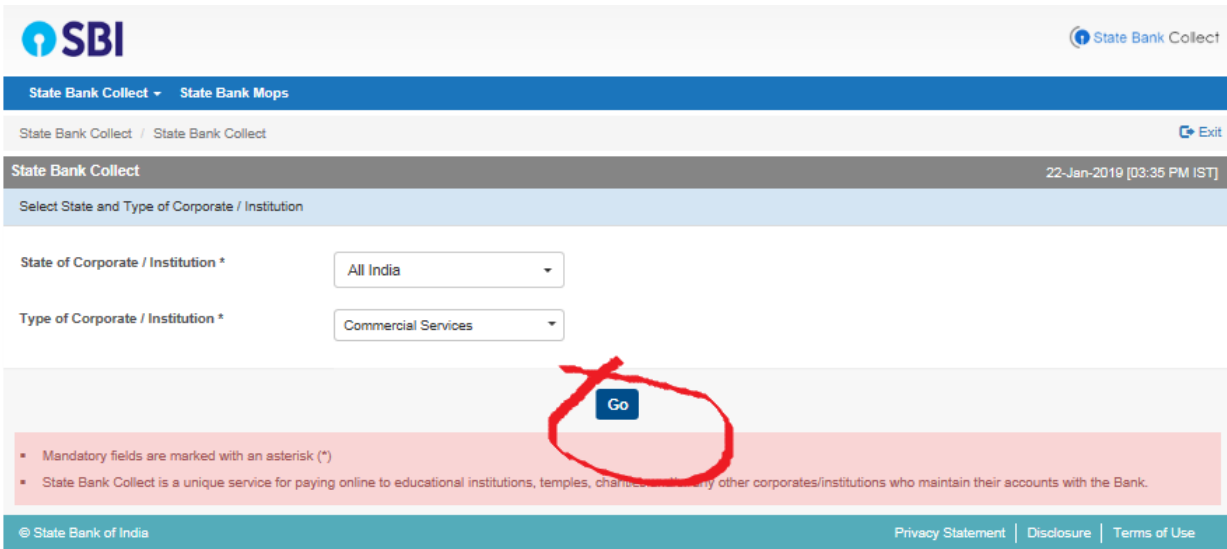 SBI
State Bank Collect
State Bank Collect State Bank Mops
State Bank Collect / State Bank Collect
Exit
State Bank Collect
22-Jan-2019 [03:35 PM IST]
Select State and Type of Corporate / Institution
State of Corporate / Institution *
All India
Type of Corporate / Institution *
Commercial Services
Go
Mandatory fields are marked with an asterisk (*)
State Bank Collect is a unique service for paying online to educational institutions, temples, other corporates/institutions who maintain their accounts with the Bank.
© State Bank of India
Privacy Statement | Disclosure | Terms of Use